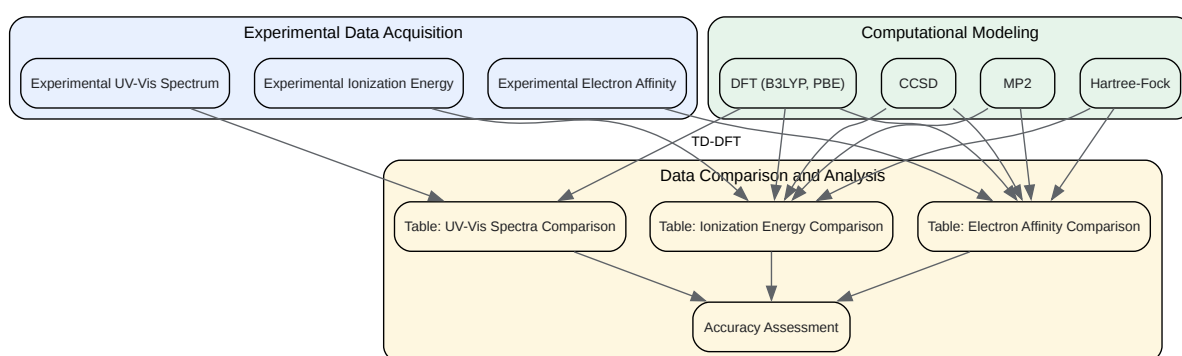 Experimental Data Acquisition
Computational Modeling
Experimental UV-Vis Spectrum
Experimental Ionization Energy
Experimental Electron Affinity
DFT (B3LYP, PBE)
CCSD
MP2
Hartree-Fock
TD-DFT
Data Comparison and Analysis
Table: UV-Vis Spectra Comparison
Table: Ionization Energy Comparison
Table: Electron Affinity Comparison
Accuracy Assessment